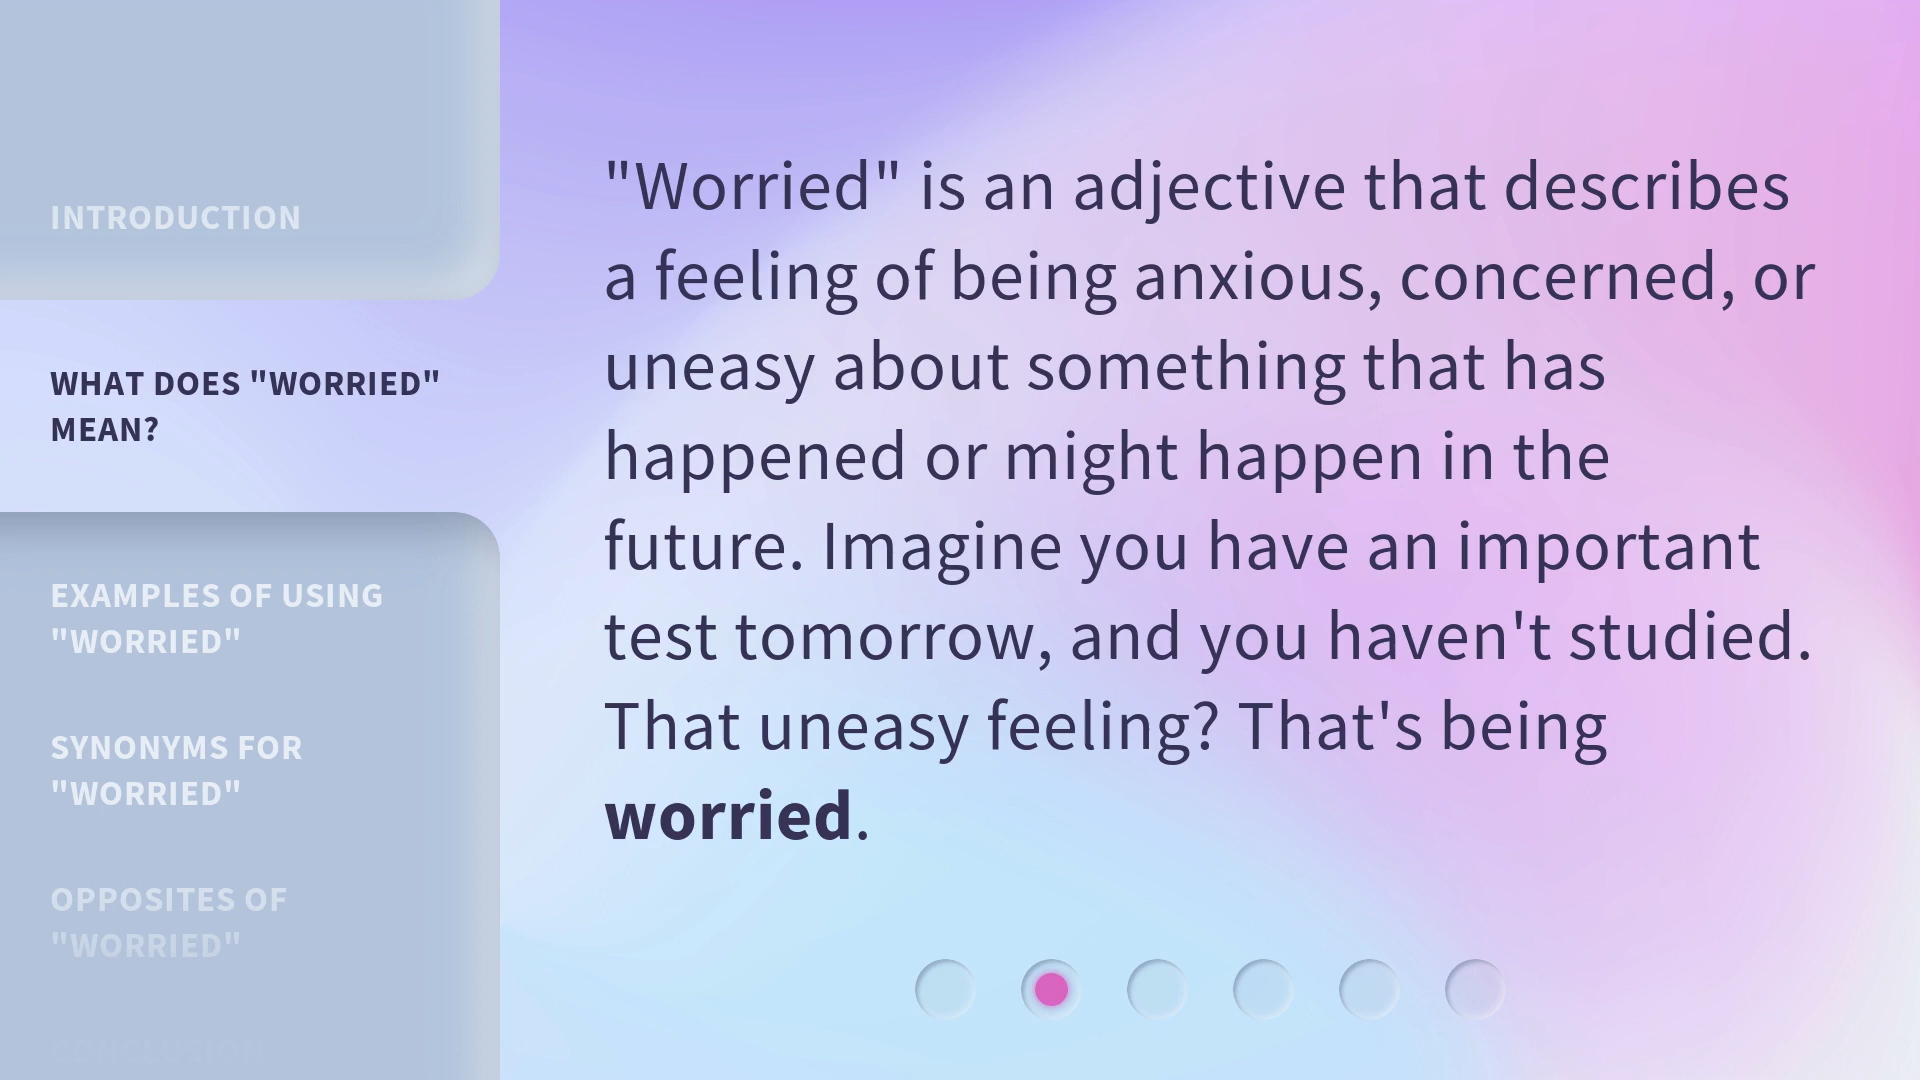 INTRODUCTION
WHAT DOES "WORRIED"
MEAN?
EXAMPLES OF USING
"WORRIED"
SYNONYMS FOR
"WORRIED"
OPPOSITES OF
"WORRIED"
CONCLUSION
"Worried" is an adjective that describes
a feeling of being anxious, concerned, or
uneasy about something that has
happened or might happen in the
future. Imagine you have an important
test tomorrow, and you haven't studied.
That uneasy feeling? That's being
worried.